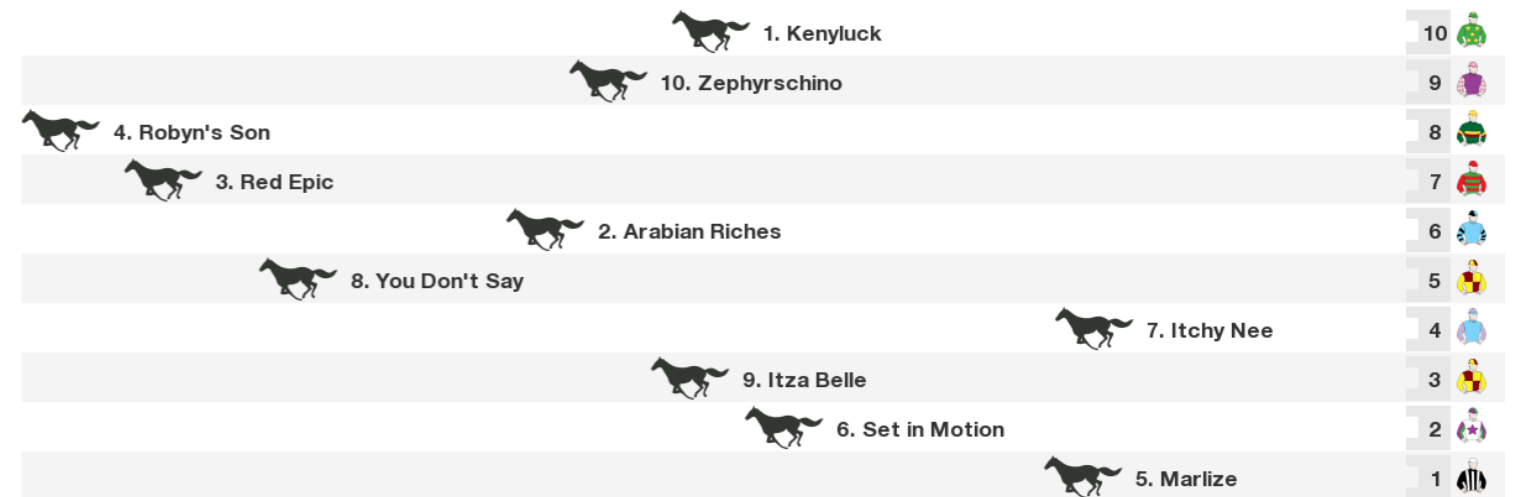 1. Kenyluck 10
10. Zephyrschino 9
4. Robyn's Son 8
3. Red Epic 7
2. Arabian Riches 6
8. You Don't Say 5
7. Itchy Nee 4
9. Itza Belle 3
6. Set in Motion 2
5. Marlize 1